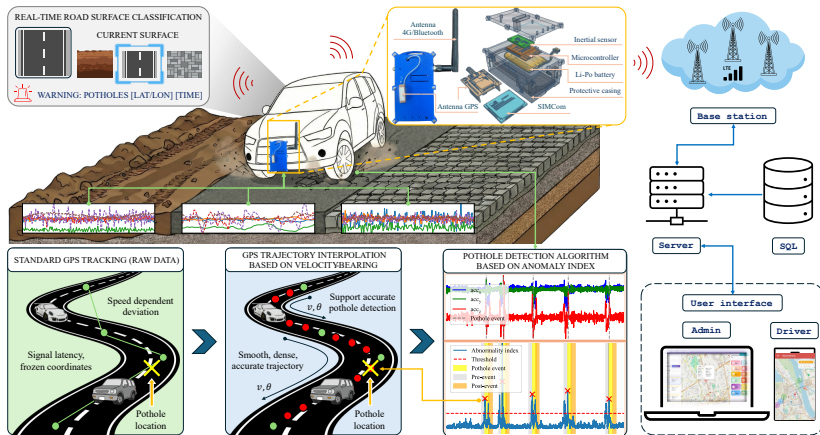 REAL-TIME ROAD SURFACE CLASSIFICATION
CURRENT SURFACE
WARNING: POTHOLES [LAT/LON] [TIME]
Antenna
4G/Bluetooth
Inertial sensor
Microcontroller
Li-Po battery
Protective casing
Antenna GPS
SIMCom
LTE
Base station
Server
SQL
User interface
Admin
Driver
STANDARD GPS TRACKING (RAW DATA)
Speed dependent
deviation
Signal latency,
frozen coordinates
Pothole
location
GPS TRAJECTORY INTERPOLATION
BASED ON VELOCITY-BEARING
v, θ
Support accurate
pothole detection
Smooth, dense,
accurate trajectory
v, θ
Pothole
location
POTHOLE DETECTION ALGORITHM
BASED ON ANOMALY INDEX
Pothole event
Abnormality index
Threshold
Pothole event
Pre-event
Post-event